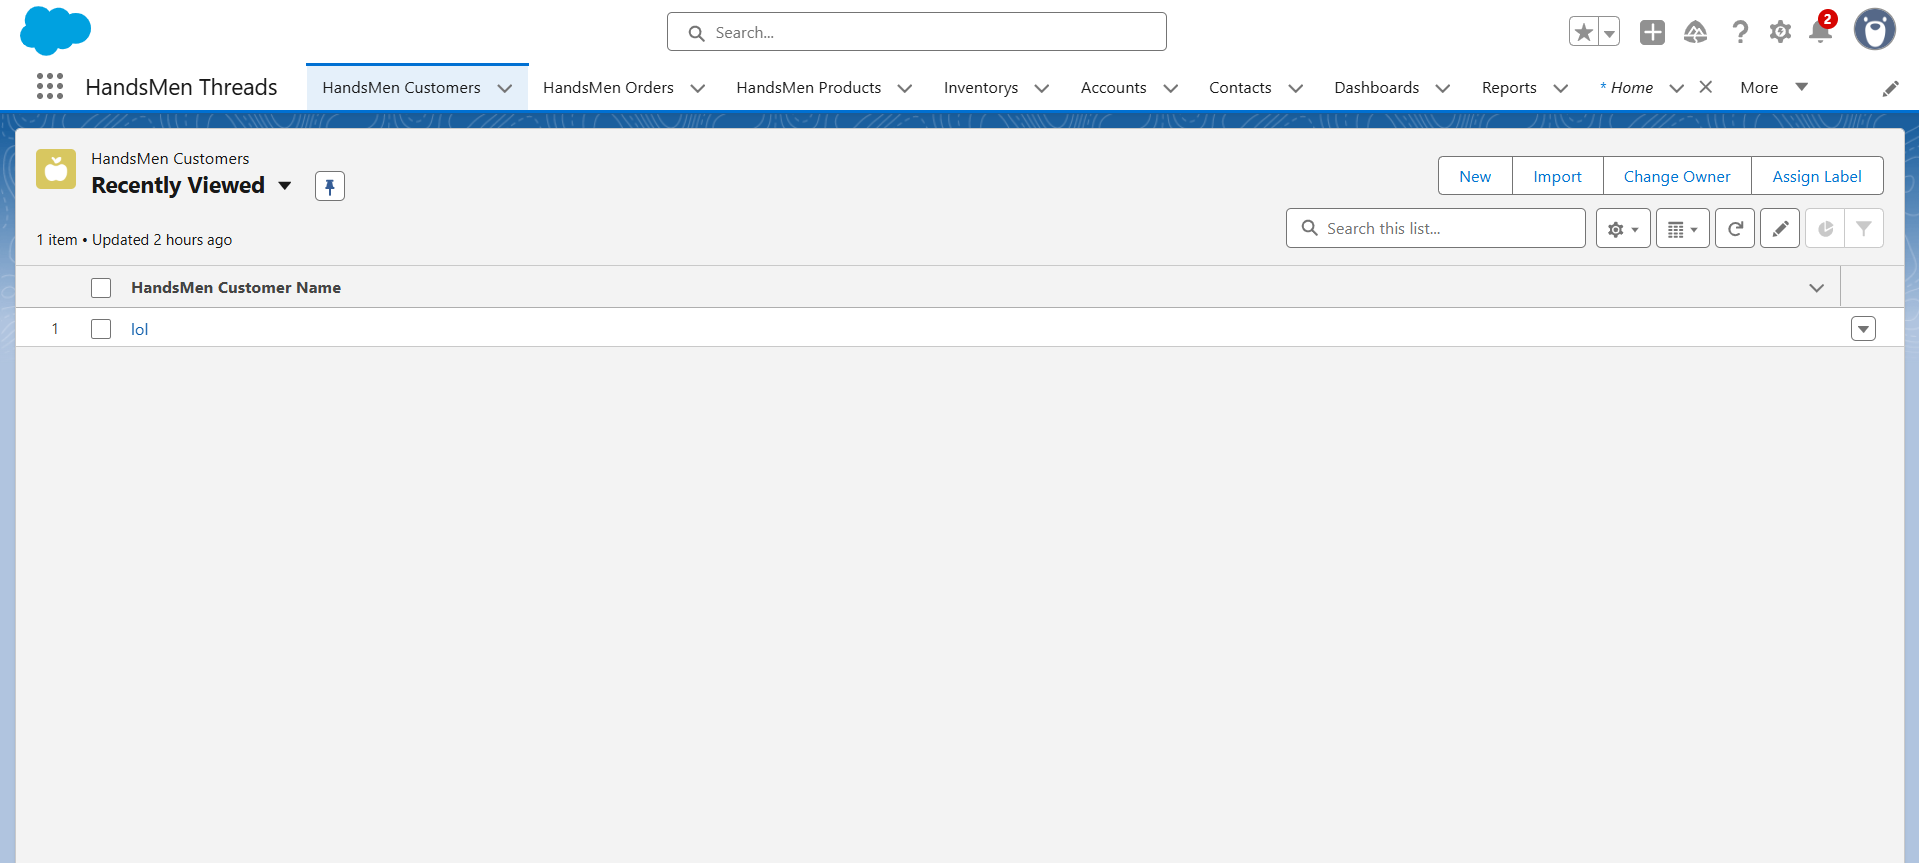 Search...
2
HandsMen Threads
HandsMen Customers
HandsMen Orders
HandsMen Products
Inventorys
Accounts
Contacts
Dashboards
Reports
* Home
More
HandsMen Customers
Recently Viewed
New
Import
Change Owner
Assign Label
1 item • Updated 2 hours ago
Search this list...
HandsMen Customer Name
1
lol